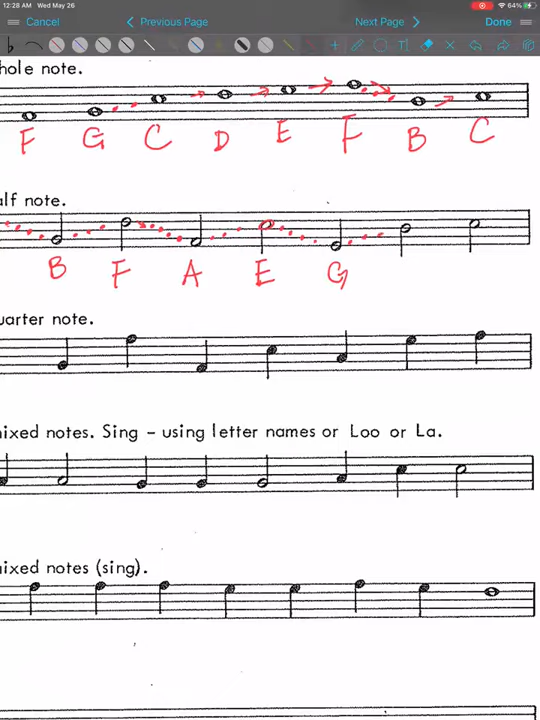 12:28 AM Wed May 26
64%
Cancel
Previous Page
Next Page
Done
T
hole note.
F G C D E F B C
alf note.
B F A E G
uarter note.
ixed notes. Sing – using letter names or Loo or La.
ixed notes (sing).